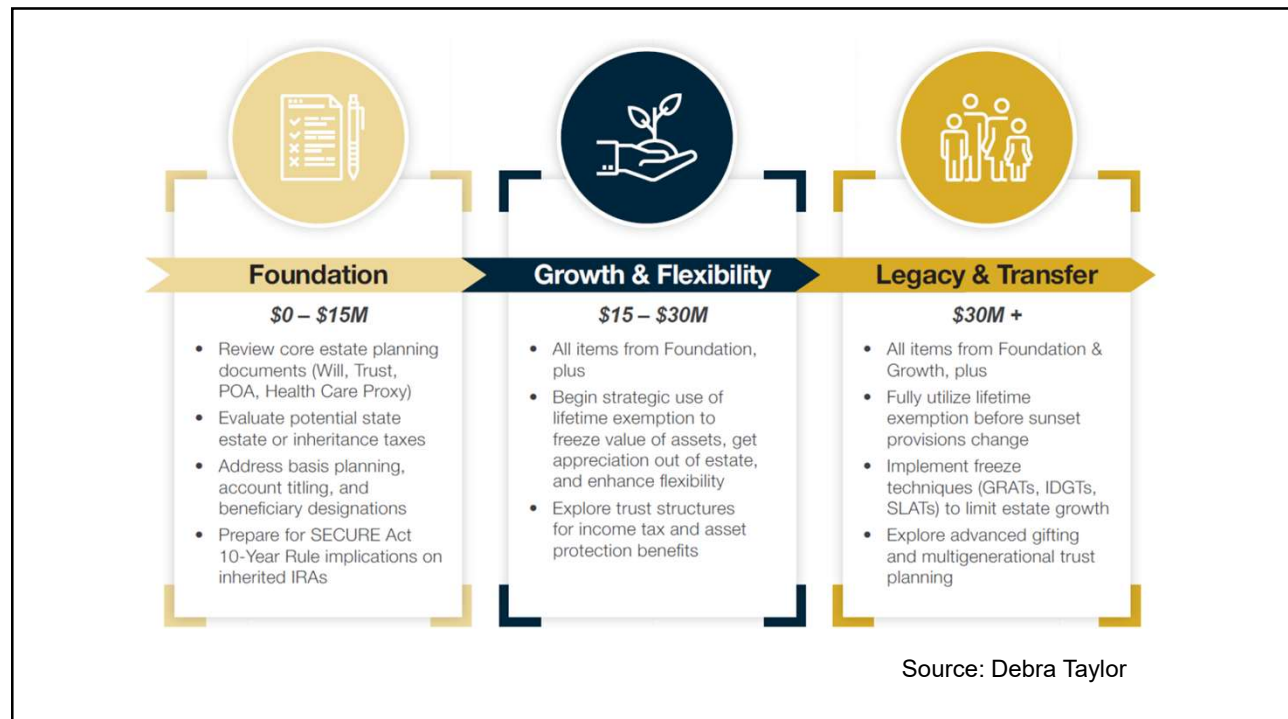 Foundation
$0 – $15M
• Review core estate planning
documents (Will, Trust,
POA, Health Care Proxy)
• Evaluate potential state
estate or inheritance taxes
• Address basis planning,
account titling, and
beneficiary designations
• Prepare for SECURE Act
10-Year Rule implications on
inherited IRAs
Growth & Flexibility
$15 – $30M
• All items from Foundation,
plus
• Begin strategic use of
lifetime exemption to
freeze value of assets, get
appreciation out of estate,
and enhance flexibility
• Explore trust structures
for income tax and asset
protection benefits
Legacy & Transfer
$30M +
• All items from Foundation &
Growth, plus
• Fully utilize lifetime
exemption before sunset
provisions change
• Implement freeze
techniques (GRATs, IDGTs,
SLATs) to limit estate growth
• Explore advanced gifting
and multigenerational trust
planning
Source: Debra Taylor